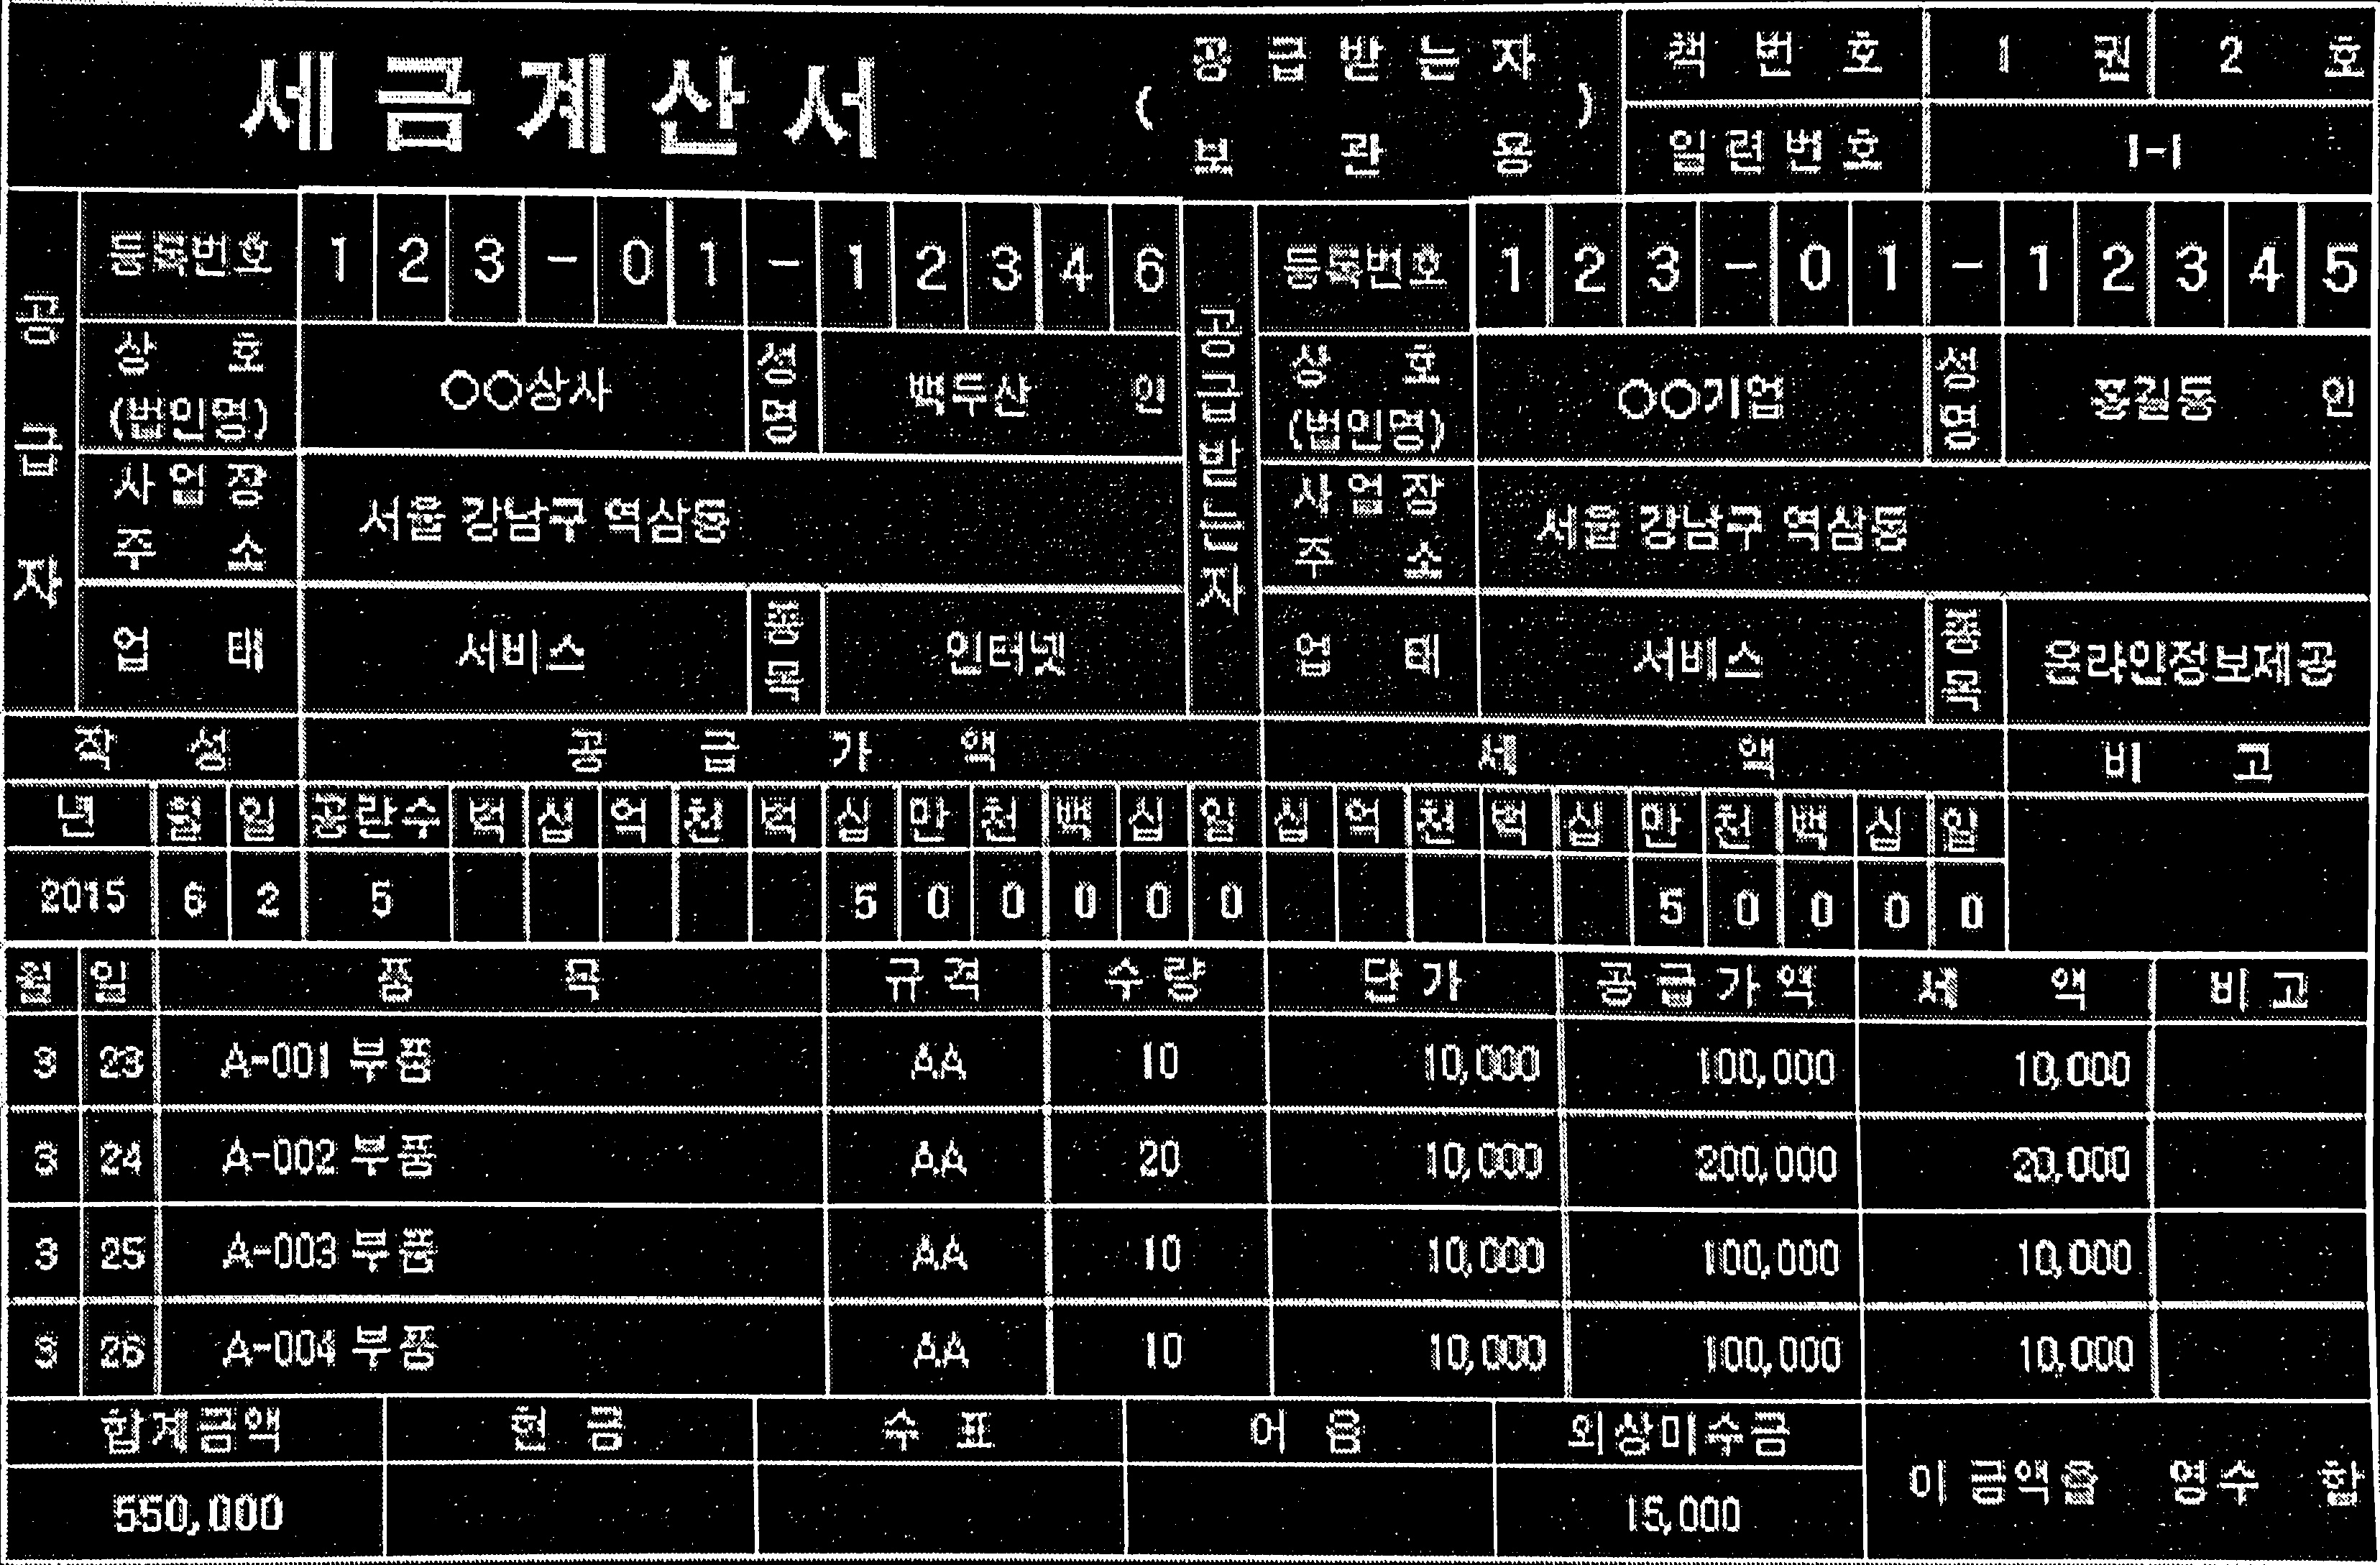 세금계산서 ( 공급받는자 보관용 ) 책번호 1 권 2 호
일련번호 1-1
공급자 등록번호 1 2 3 - 0 1 - 1 2 3 4 6 공급받는자 등록번호 1 2 3 - 0 1 - 1 2 3 4 5
상호 (법인명) ○○상사 성명 백두산 인 상호 (법인명) ○○기업 성명 홍길동 인
사업장 주소 서울 강남구 역삼동 사업장 주소 서울 강남구 역삼동
업태 서비스 종목 인터넷 업태 서비스 종목 온라인정보제공
작성 공급가액 세액 비고
년 월 일 공란수 백 십 억 천 백 십 만 천 백 십 일 십 억 천 백 십 만 천 백 십 일
2015 6 2 5 5 0 0 0 0 0 5 0 0 0 0
월 일 품목 규격 수량 단가 공급가액 세액 비고
3 23 A-001 부품 AA 10 10,000 100,000 10,000
3 24 A-002 부품 AA 20 10,000 200,000 20,000
3 25 A-003 부품 AA 10 10,000 100,000 10,000
3 26 A-004 부품 AA 10 10,000 100,000 10,000
합계금액 현금 수표 어음 외상미수금 이 금액을 영수 함
550,000 15,000